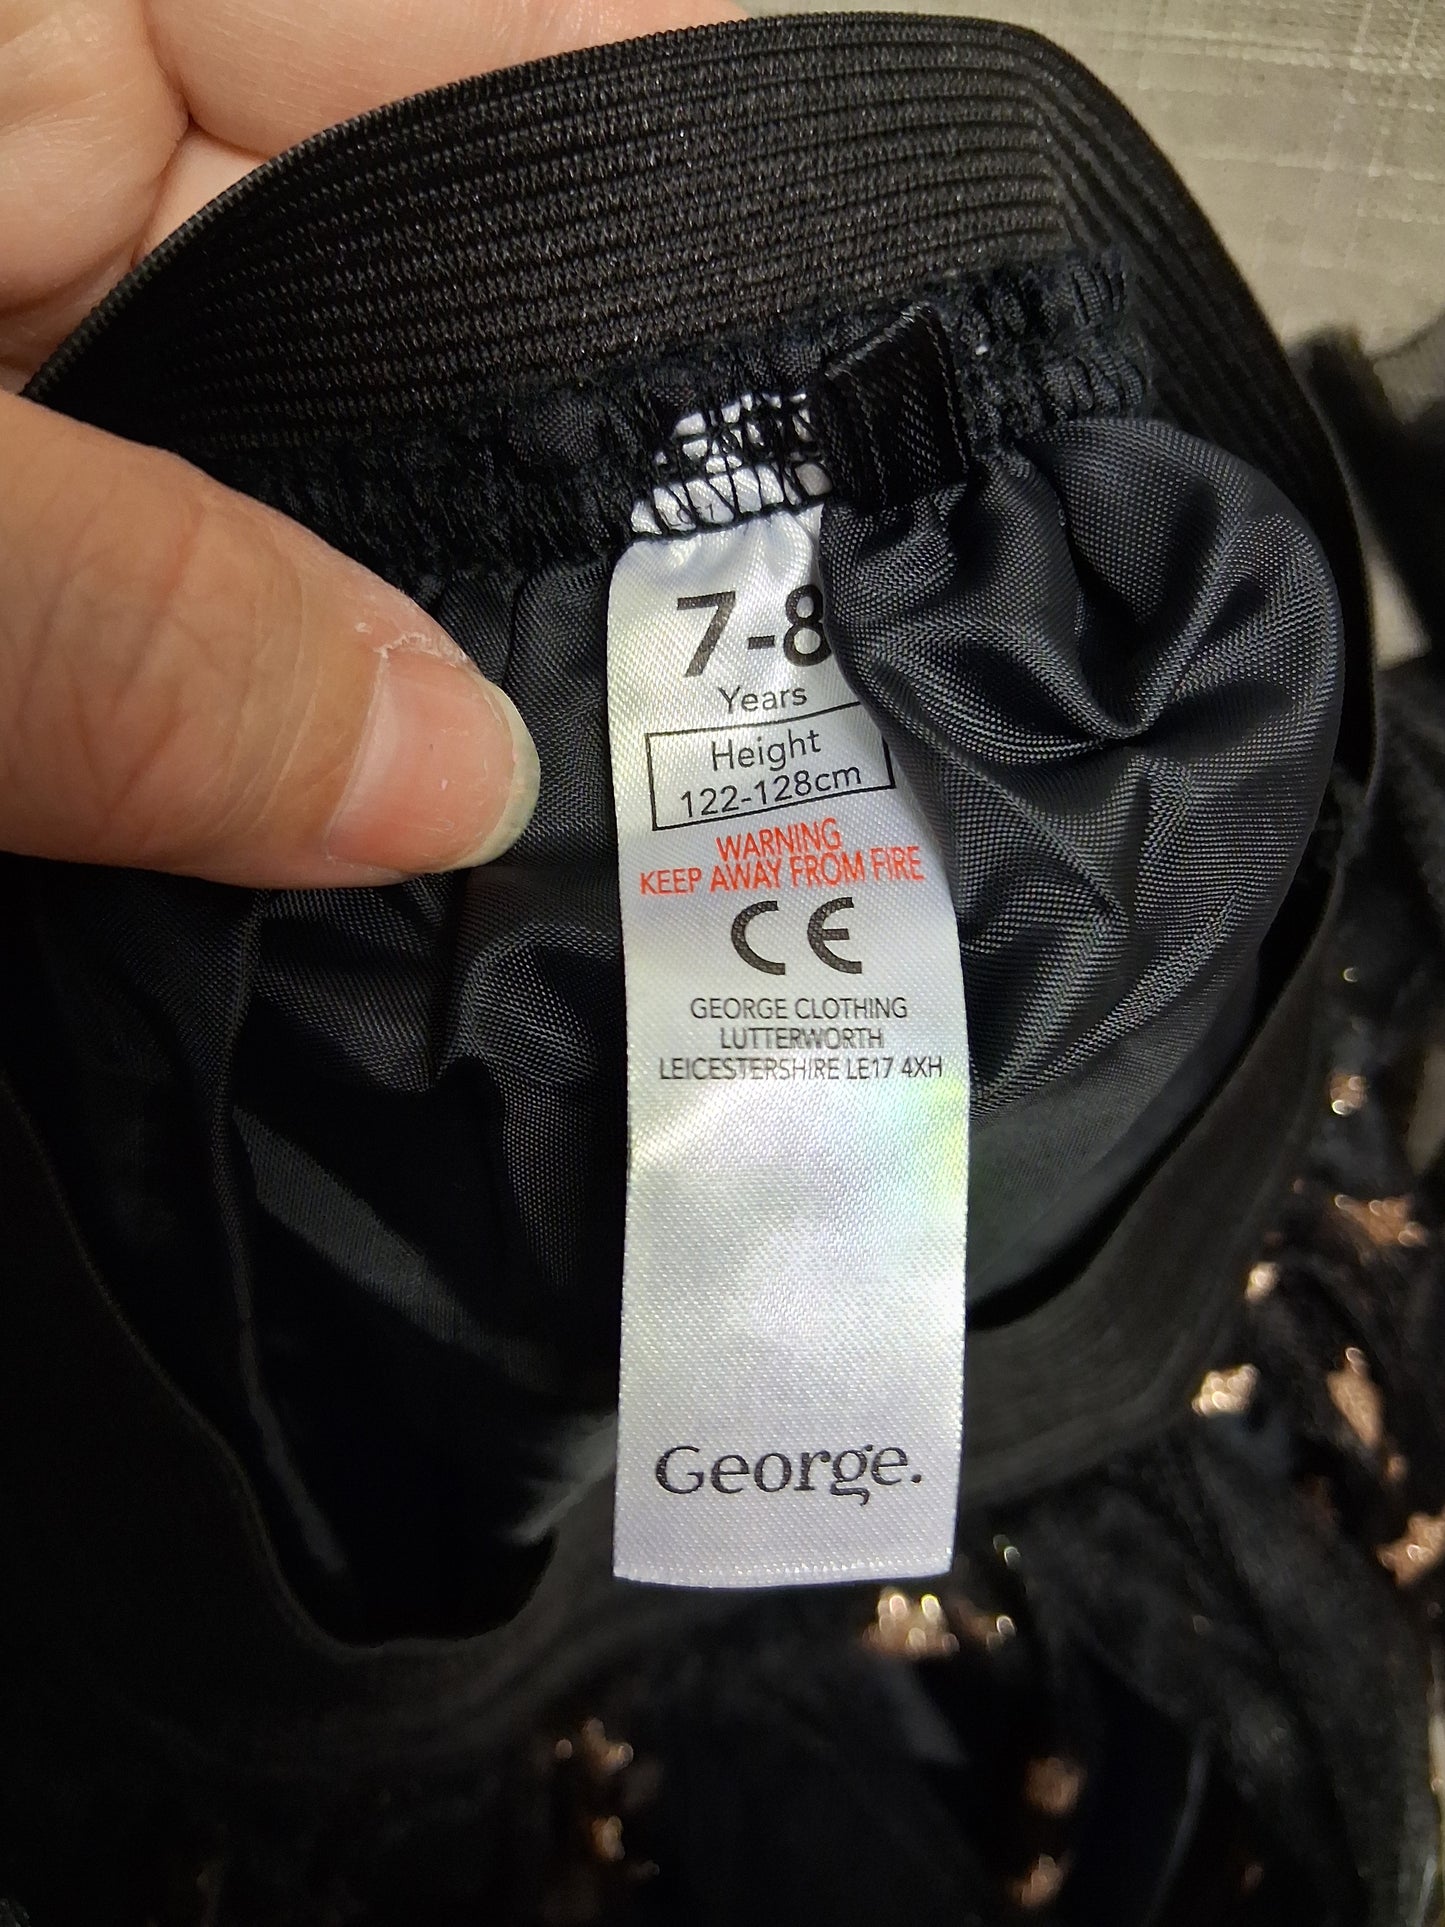 7-8
Years
Height
122-128cm
WARNING
KEEP AWAY FROM FIRE
CE
GEORGE CLOTHING
LUTTERWORTH
LEICESTERSHIRE LE17 4XH
George.